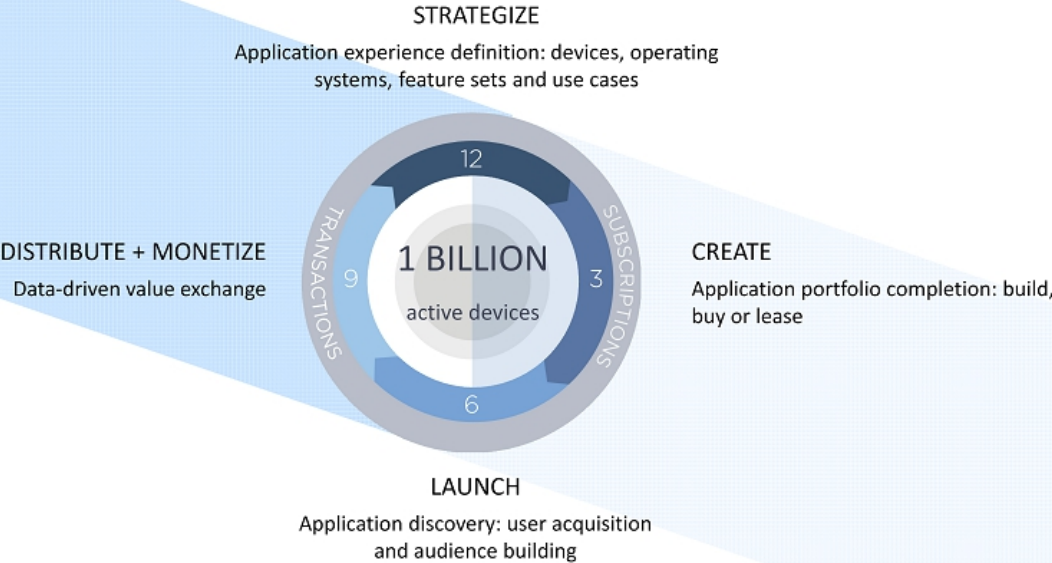 STRATEGIZE
Application experience definition: devices, operating
systems, feature sets and use cases
12
TRANSACTIONS
SUBSCRIPTIONS
DISTRIBUTE + MONETIZE
Data-driven value exchange
9
1 BILLION
active devices
3
CREATE
Application portfolio completion: build,
buy or lease
6
LAUNCH
Application discovery: user acquisition
and audience building